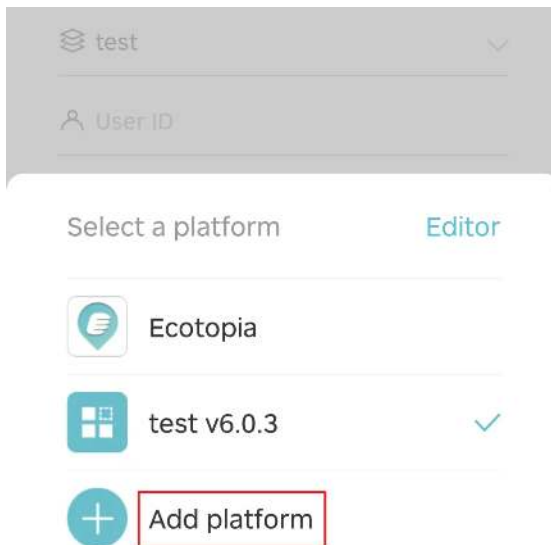 test
User ID
Select a platform
Editor
Ecotopia
test v6.0.3
Add platform